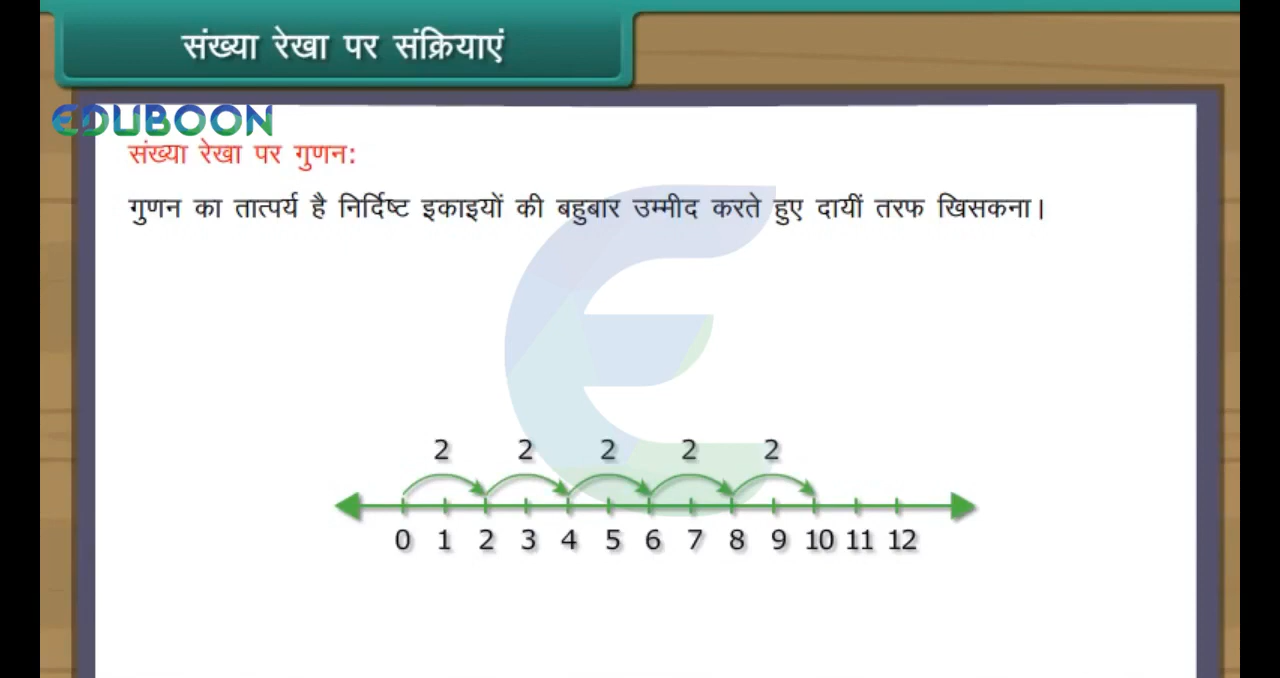 संख्या रेखा पर संक्रियाएं
EDUBOON
संख्या रेखा पर गुणन:
गुणन का तात्पर्य है निर्दिष्ट इकाइयों की बहुबार उम्मीद करते हुए दायीं तरफ खिसकना।
2 2 2 2 2
0 1 2 3 4 5 6 7 8 9 10 11 12